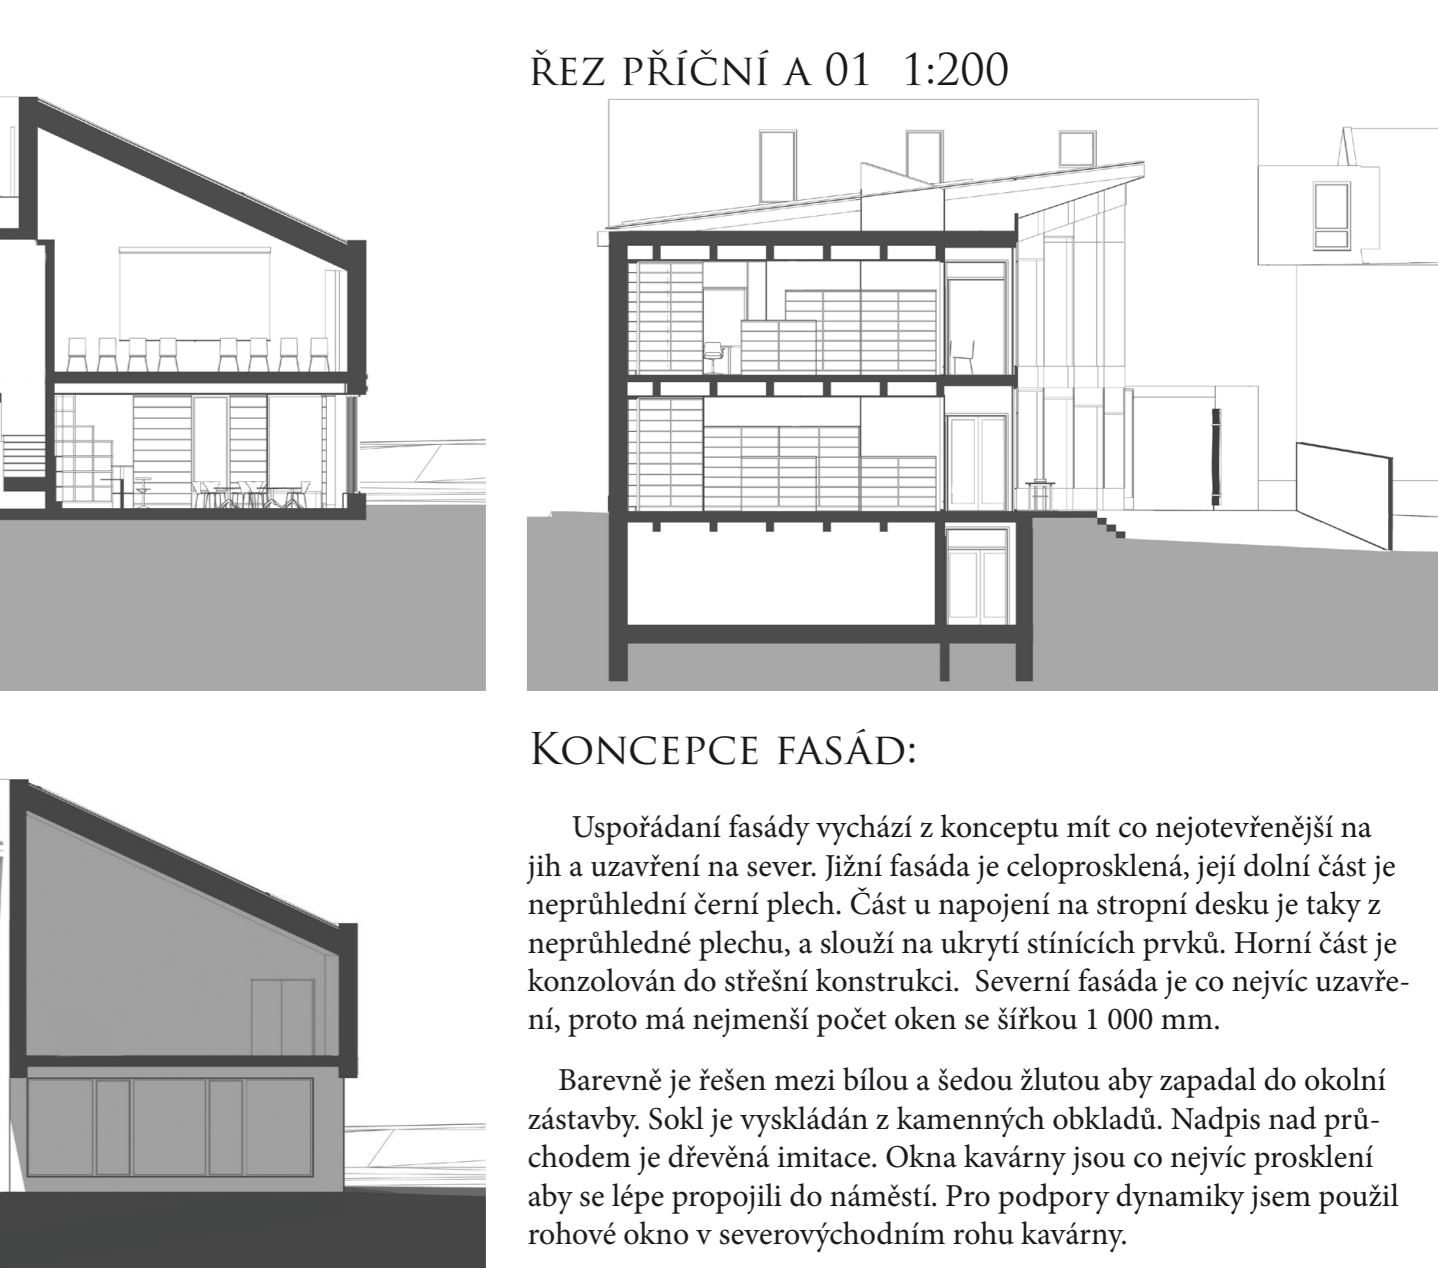 Řez příční A 01 1:200
Koncepce fasád:
Uspořádaní fasády vychází z konceptu mít co nejotevřenější na
jih a uzavření na sever. Jižní fasáda je celoprosklená, její dolní část je
neprůhlední černí plech. Část u napojení na stropní desku je taky z
neprůhledné plechu, a slouží na ukrytí stínících prvků. Horní část je
konzolován do střešní konstrukci. Severní fasáda je co nejvíc uzavře-
ní, proto má nejmenší počet oken se šířkou 1 000 mm.
Barevně je řešen mezi bílou a šedou žlutou aby zapadal do okolní
zástavby. Sokl je vyskládán z kamenných obkladů. Nadpis nad prů-
chodem je dřevěná imitace. Okna kavárny jsou co nejvíc prosklení
aby se lépe propojili do náměstí. Pro podpory dynamiky jsem použil
rohové okno v severovýchodním rohu kavárny.